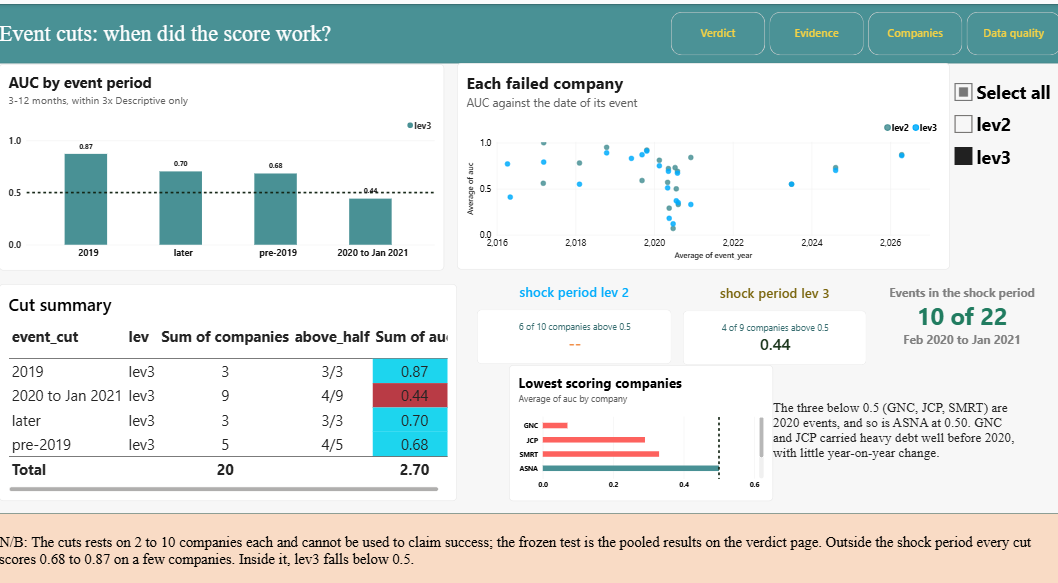 Event cuts: when did the score work?
Verdict
Evidence
Companies
Data quality
AUC by event period
3-12 months, within 3x Descriptive only
lev3
1.0
0.5
0.0
0.87
0.70
0.68
0.44
2019
later
pre-2019
2020 to Jan 2021
Each failed company
AUC against the date of its event
lev2 lev3
Average of auc
1.0
0.5
0.0
2,016 2,018 2,020 2,022 2,024 2,026
Average of event_year
Select all
lev2
lev3
Cut summary
event_cut lev Sum of companies above_half Sum of au
2019 lev3 3 3/3 0.87
2020 to Jan 2021 lev3 9 4/9 0.44
later lev3 3 3/3 0.70
pre-2019 lev3 5 4/5 0.68
Total 20 2.70
shock period lev 2
6 of 10 companies above 0.5
--
shock period lev 3
4 of 9 companies above 0.5
0.44
Events in the shock period
10 of 22
Feb 2020 to Jan 2021
Lowest scoring companies
Average of auc by company
GNC
JCP
SMRT
ASNA
0.0 0.2 0.4 0.6
The three below 0.5 (GNC, JCP, SMRT) are
2020 events, and so is ASNA at 0.50. GNC
and JCP carried heavy debt well before 2020,
with little year-on-year change.
N/B: The cuts rests on 2 to 10 companies each and cannot be used to claim success; the frozen test is the pooled results on the verdict page. Outside the shock period every cut
scores 0.68 to 0.87 on a few companies. Inside it, lev3 falls below 0.5.